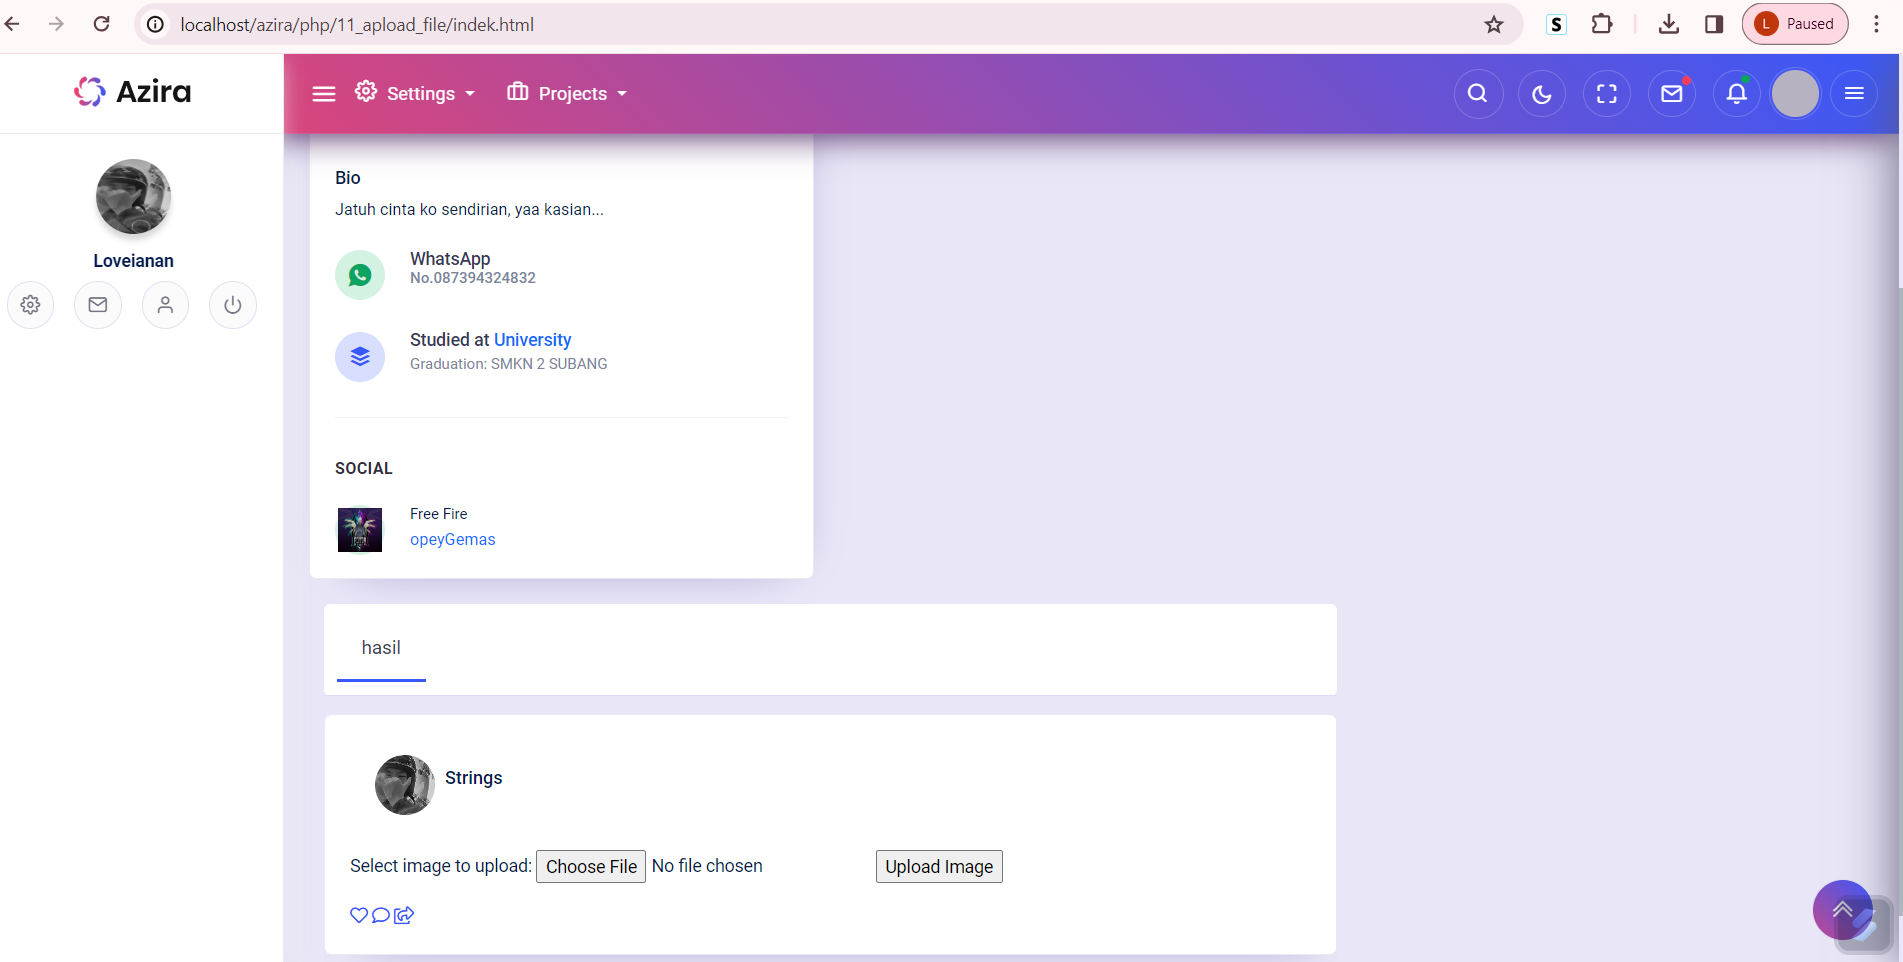 localhost/azira/php/11_apload_file/indek.html
L Paused
Azira
Settings
Projects
Loveianan
Bio
Jatuh cinta ko sendirian, yaa kasian...
WhatsApp
No.087394324832
Studied at University
Graduation: SMKN 2 SUBANG
SOCIAL
Free Fire
opeyGemas
hasil
Strings
Select image to upload: Choose File No file chosen Upload Image